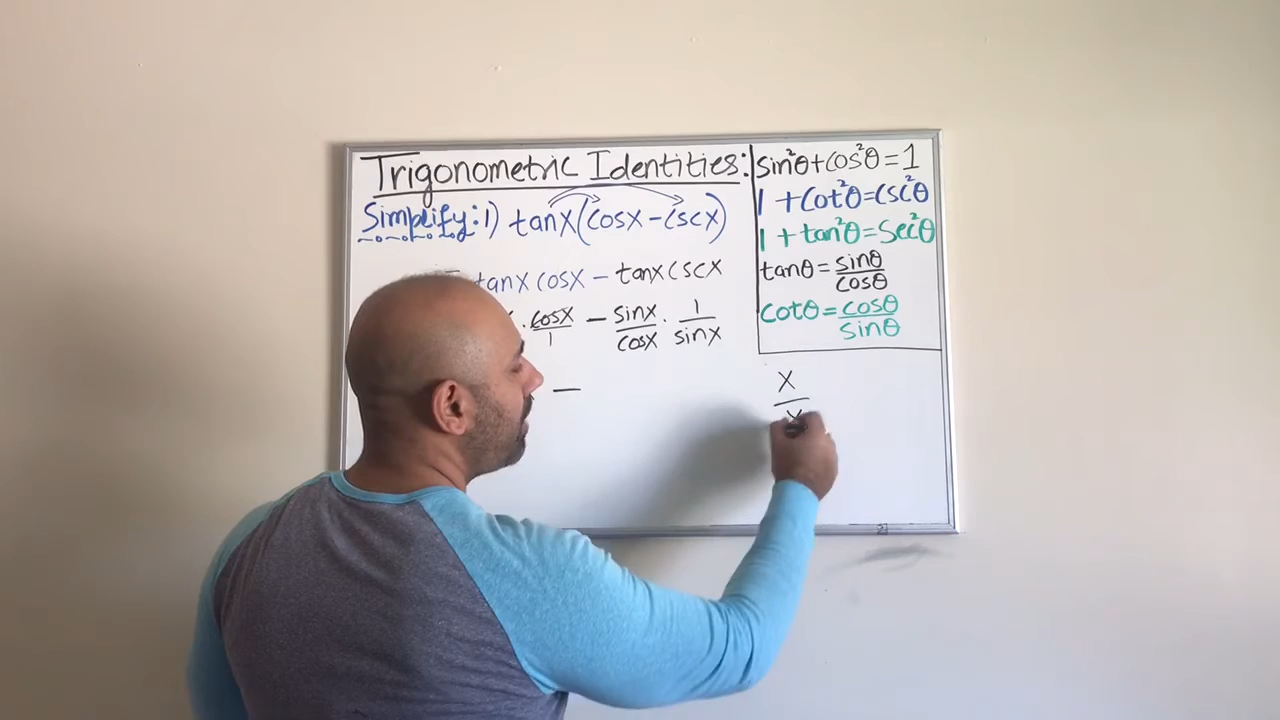 Trigonometric Identities:
Simplify: 1) tanx(cosx - cscx)
tanx cosx - tanx cscx
. cosx/1 - sinx/cosx . 1/sinx
-
sin²θ+cos²θ=1
1+cot²θ=csc²θ
1+tan²θ=sec²θ
tanθ=sinθ/cosθ
cotθ=cosθ/sinθ
x